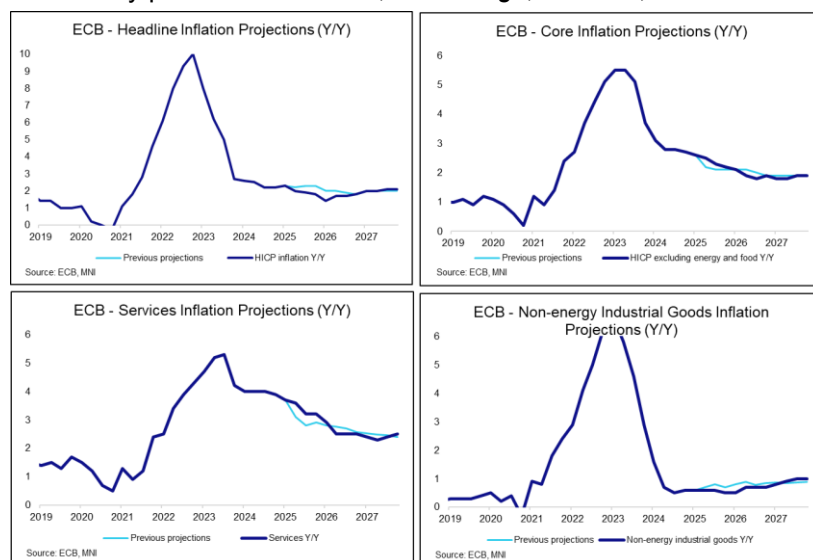 ECB - Headline Inflation Projections (Y/Y)
10
9
8
7
6
5
4
3
2
1
0
2019 2020 2021 2022 2023 2024 2025 2026 2027
Previous projections HICP inflation Y/Y
Source: ECB, MNI
ECB - Core Inflation Projections (Y/Y)
6
5
4
3
2
1
0
2019 2020 2021 2022 2023 2024 2025 2026 2027
Previous projections HICP excluding energy and food Y/Y
Source: ECB, MNI
ECB - Services Inflation Projections (Y/Y)
6
5
4
3
2
1
0
2019 2020 2021 2022 2023 2024 2025 2026 2027
Previous projections Services Y/Y
Source: ECB, MNI
ECB - Non-energy Industrial Goods Inflation
Projections (Y/Y)
6
5
4
3
2
1
0
2019 2020 2021 2022 2023 2024 2025 2026 2027
Previous projections Non-energy industrial goods Y/Y
Source: ECB, MNI